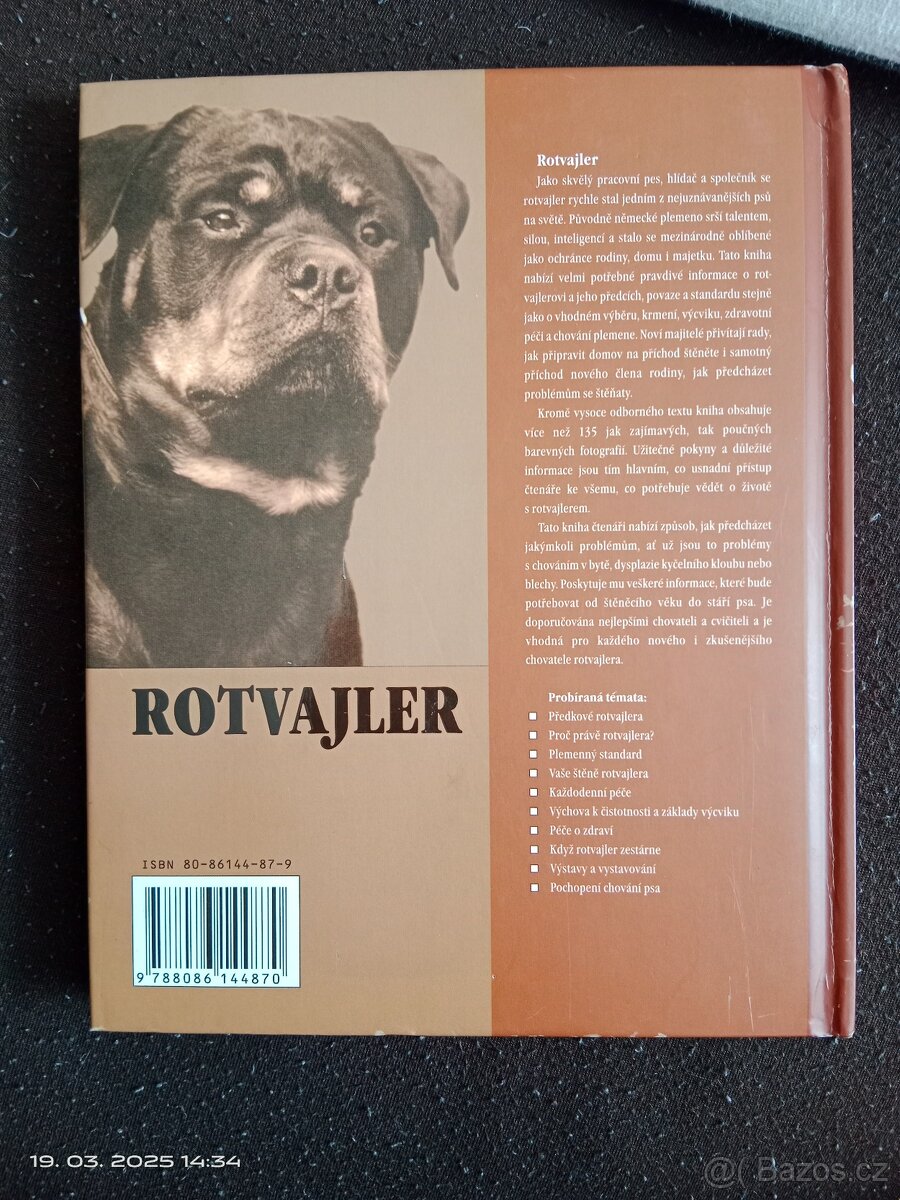 Rotvajler
Jako skvělý pracovní pes, hlídač a společník se
rotvajler rychle stal jedním z nejuznávanějších psů
na světě. Původně německé plemeno srší talentem,
silou, inteligencí a stalo se mezinárodně oblíbené
jako ochránce rodiny, domu i majetku. Tato kniha
nabízí velmi potřebné pravdivé informace o rot-
vajlerovi a jeho předcích, povaze a standardu stejně
jako o vhodném výběru, krmení, výcviku, zdravotní
péči a chování plemene. Noví majitelé přivítají rady,
jak připravit domov na příchod štěněte i samotný
příchod nového člena rodiny, jak předcházet
problémům se štěňaty.
Kromě vysoce odborného textu kniha obsahuje
více než 135 jak zajímavých, tak poučných
barevných fotografií. Užitečné pokyny a důležité
informace jsou tím hlavním, co usnadní přístup
čtenáře ke všemu, co potřebuje vědět o životě
s rotvajlerem.
Tato kniha čtenáři nabízí způsob, jak předcházet
jakýmkoli problémům, ať už jsou to problémy
s chováním v bytě, dysplazie kyčelního kloubu nebo
blechy. Poskytuje mu veškeré informace, které bude
potřebovat od štěněcího věku do stáří psa. Je
doporučována nejlepšími chovateli a cvičiteli a je
vhodná pro každého nového i zkušenějšího
chovatele rotvajlera.
Probíraná témata:
Předkové rotvajlera
Proč právě rotvajlera?
Plemenný standard
Vaše štěně rotvajlera
Každodenní péče
Výchova k čistotnosti a základy výcviku
Péče o zdraví
Když rotvajler zestárne
Výstavy a vystavování
Pochopení chování psa
ROTVAJLER
ISBN 80-86144-87-9
9 788086 144870
19. 03. 2025 14:34
@( Bazos.cz